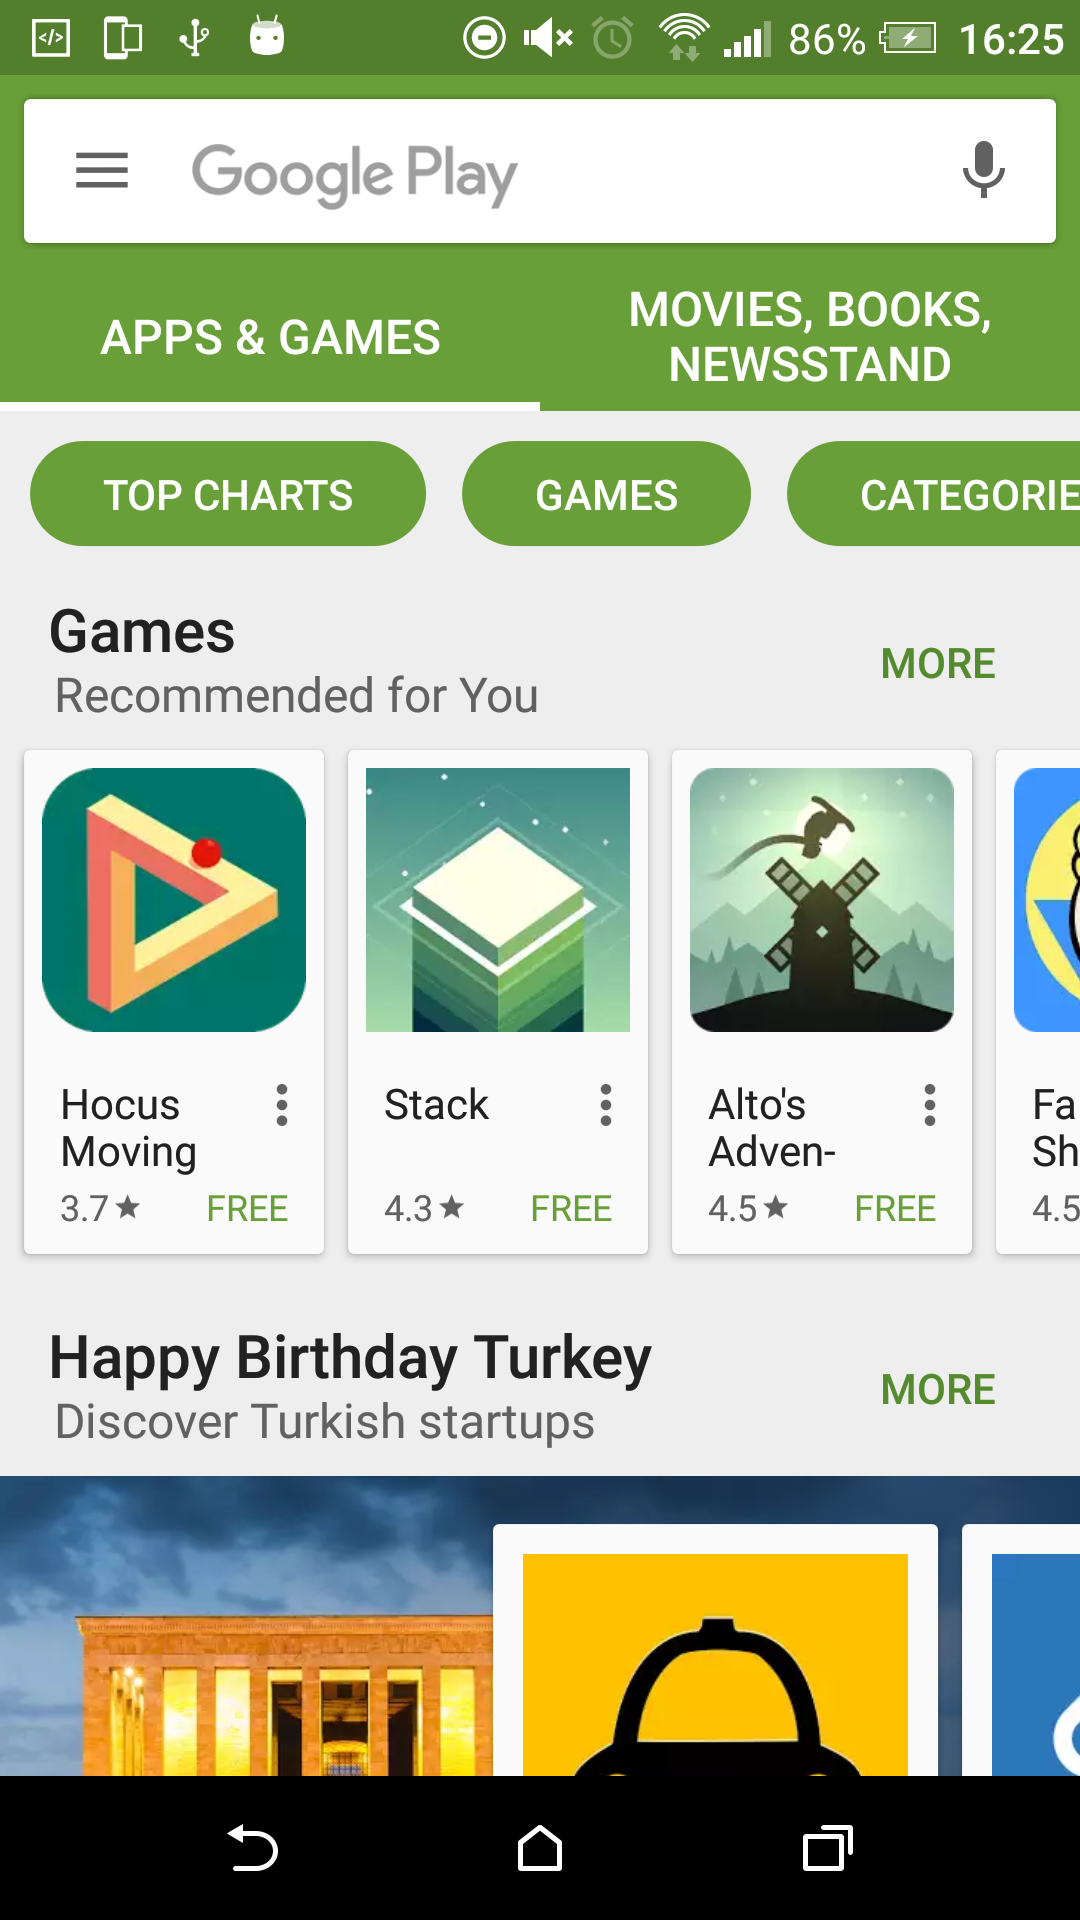 86% 16:25
Google Play
APPS & GAMES
MOVIES, BOOKS,
NEWSSTAND
TOP CHARTS
GAMES
CATEGORIE
Games
Recommended for You
MORE
Hocus
Moving
3.7★ FREE
Stack
4.3★ FREE
Alto's
Adven-
4.5★ FREE
Fa
Sh
4.5
Happy Birthday Turkey
Discover Turkish startups
MORE